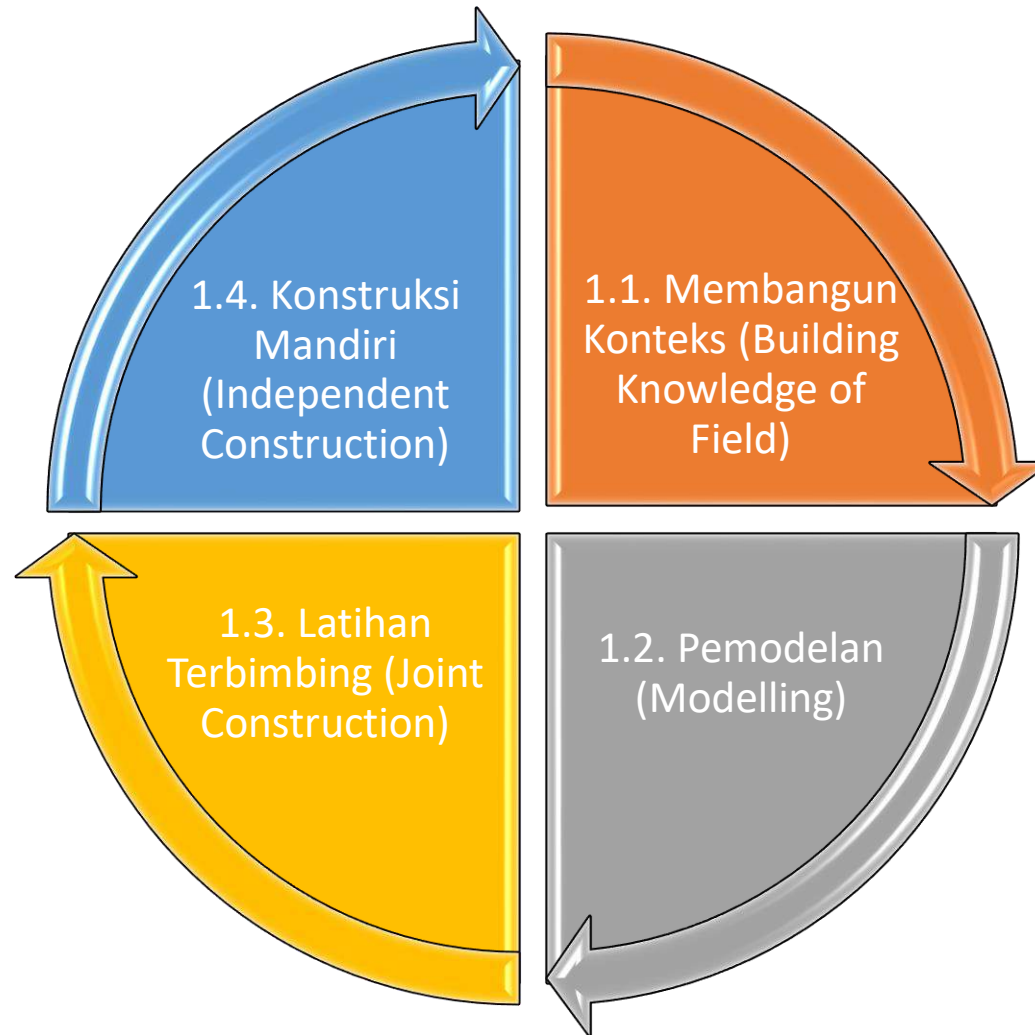 1.1. Membangun
Konteks (Building
Knowledge of
Field)
1.2. Pemodelan
(Modelling)
1.3. Latihan
Terbimbing (Joint
Construction)
1.4. Konstruksi
Mandiri
(Independent
Construction)